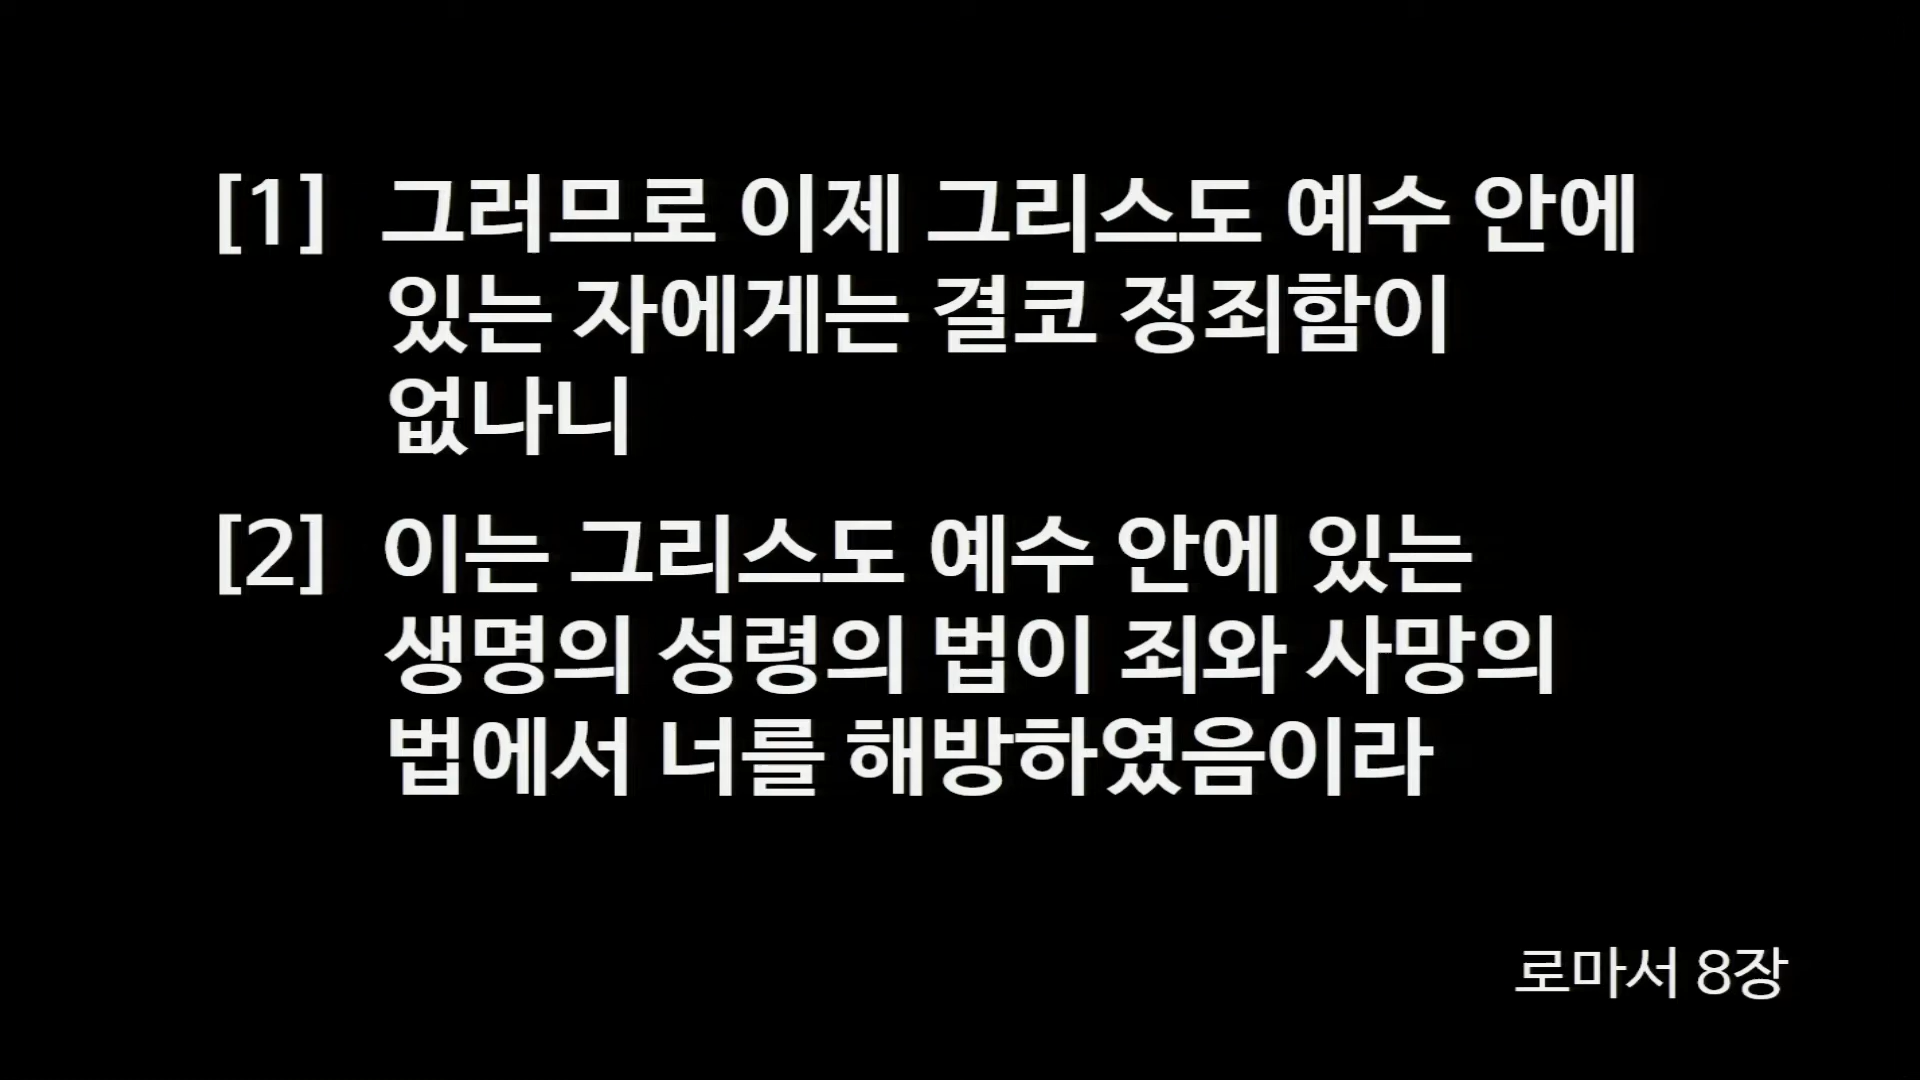 [1] 그러므로 이제 그리스도 예수 안에
있는 자에게는 결코 정죄함이
없나니
[2] 이는 그리스도 예수 안에 있는
생명의 성령의 법이 죄와 사망의
법에서 너를 해방하였음이라
로마서 8장